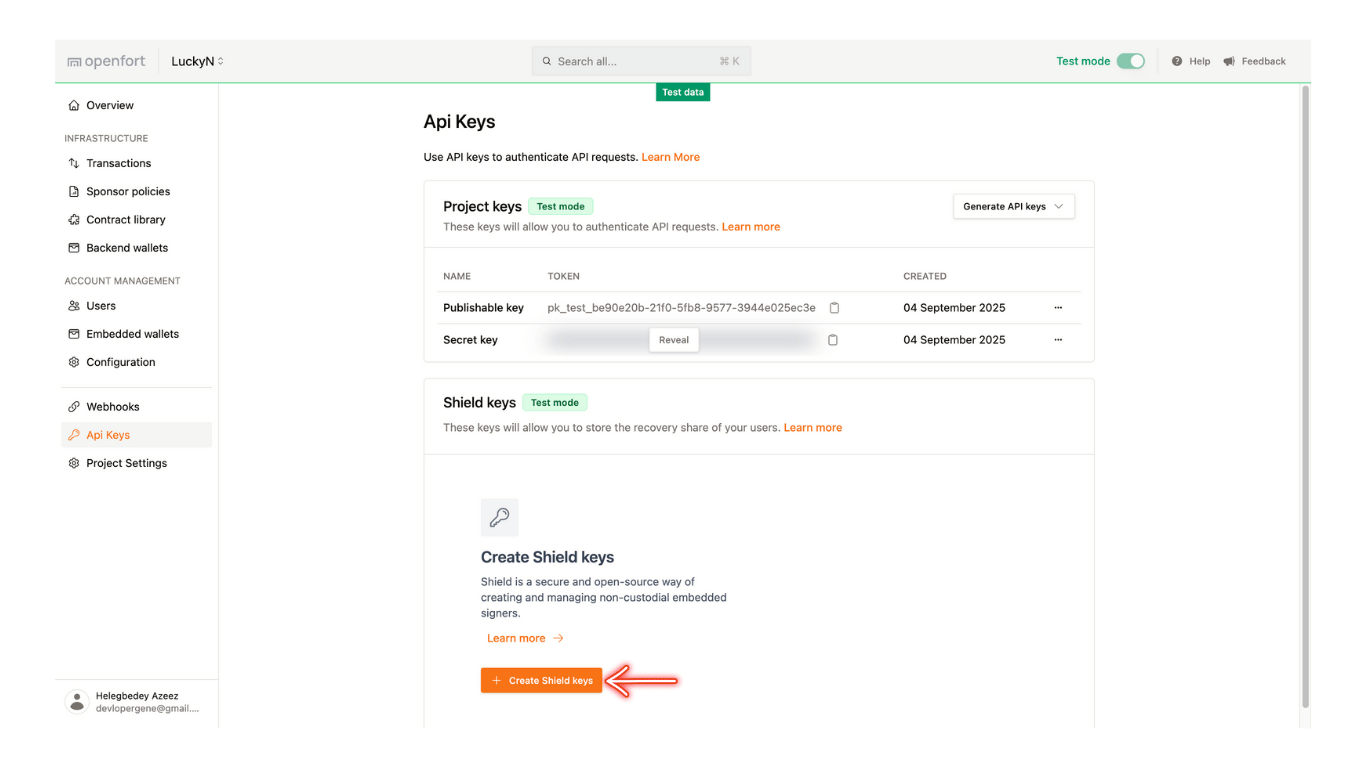 openfort LuckyN Search all... ⌘ K Test mode Help Feedback
Test data
Overview
INFRASTRUCTURE
Transactions
Sponsor policies
Contract library
Backend wallets
ACCOUNT MANAGEMENT
Users
Embedded wallets
Configuration
Webhooks
Api Keys
Project Settings
Helegbedey Azeez
devlopergene@gmail....
Api Keys
Use API keys to authenticate API requests. Learn More
Project keys Test mode Generate API keys
These keys will allow you to authenticate API requests. Learn more
NAME TOKEN CREATED
Publishable key pk_test_be90e20b-21f0-5fb8-9577-3944e025ec3e 04 September 2025 ...
Secret key Reveal 04 September 2025 ...
Shield keys Test mode
These keys will allow you to store the recovery share of your users. Learn more
Create Shield keys
Shield is a secure and open-source way of
creating and managing non-custodial embedded
signers.
Learn more →
+ Create Shield keys